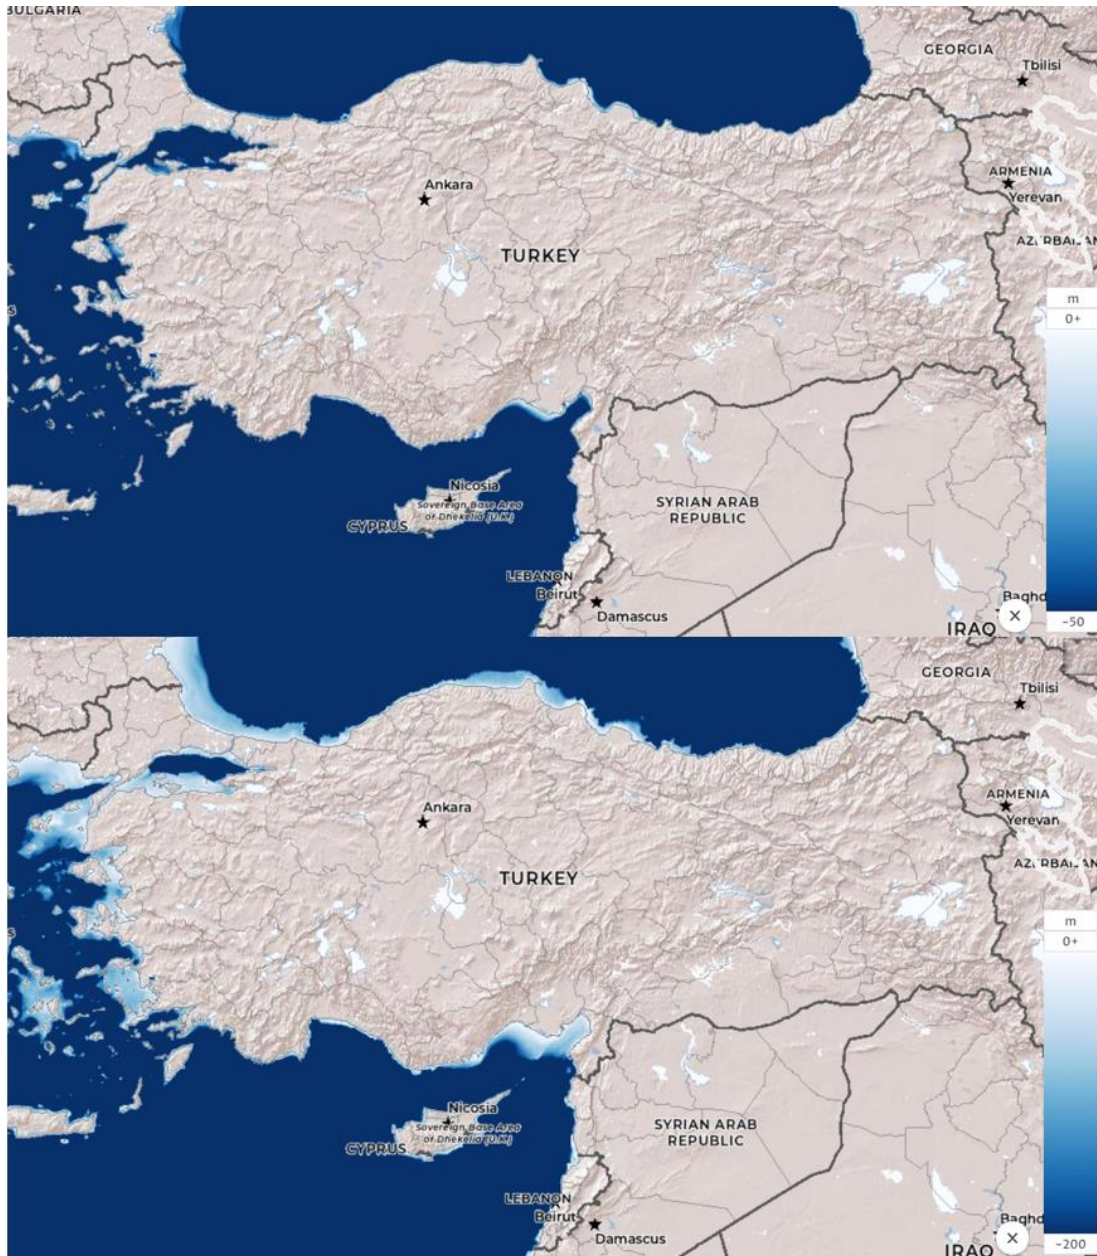 BULGARIA
GEORGIA
Tbilisi
ARMENIA
Yerevan
Ankara
TURKEY
m
0+
Nicosia
Sovereign Base Area
of Dhekelia (U.K.)
CYPRUS
SYRIAN ARAB
REPUBLIC
LEBANON
Beirut
Damascus
Baghd
IRAQ
-50
GEORGIA
Tbilisi
ARMENIA
Yerevan
Ankara
TURKEY
m
0+
Nicosia
Sovereign Base Area
of Dhekelia (U.K.)
CYPRUS
SYRIAN ARAB
REPUBLIC
LEBANON
Beirut
Damascus
Baghd
IRAQ
-200